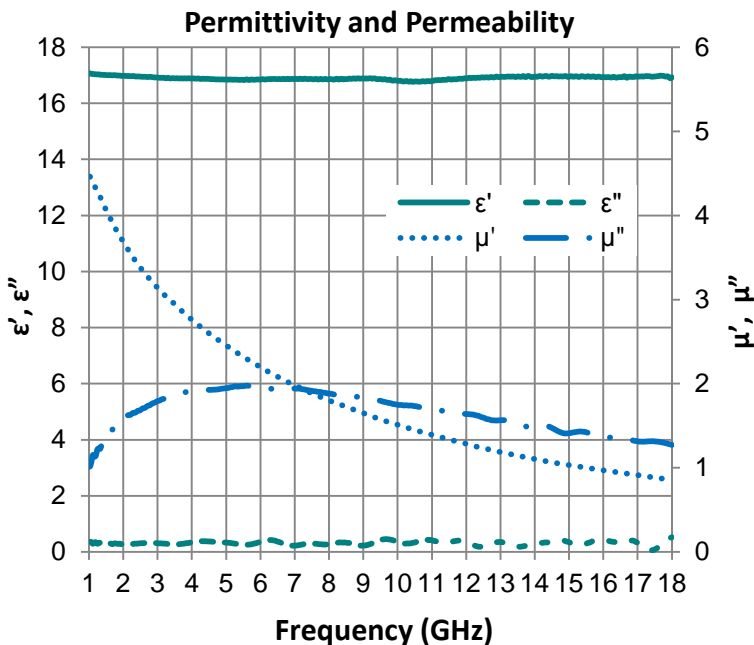 Permittivity and Permeability
18
16
14
12
10
8
6
4
2
0
6
5
4
3
2
1
0
ε', ε″
μ', μ″
ε'
ε"
μ'
μ"
1 2 3 4 5 6 7 8 9 10 11 12 13 14 15 16 17 18
Frequency (GHz)